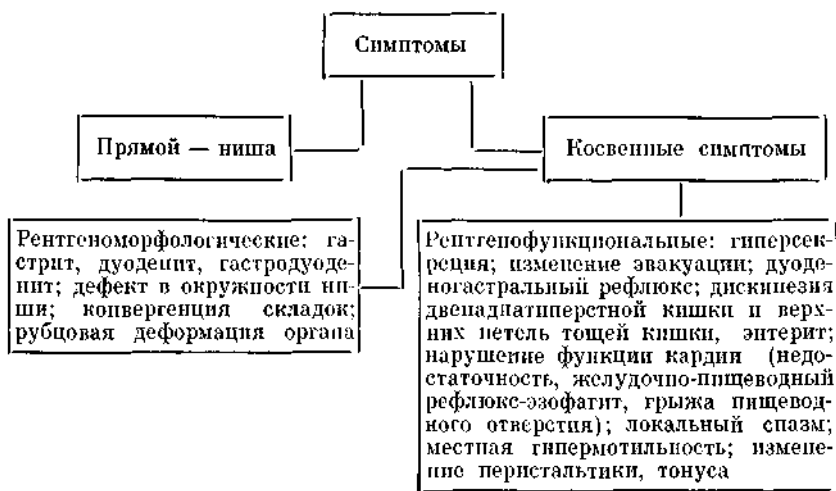 Симптомы
Прямой — ниша
Косвенные симптомы
Рентгеноморфологические: га-
стрит, дуоденит, гастродуоде-
нит; дефект в окружности ни-
ши; конвергенция складок;
рубцовая деформация органа
Рентгенофункциональные: гиперсек-
реция; изменение эвакуации; дуоде-
ногастральный рефлюкс; дискинезия
двенадцатиперстной кишки и верх-
них петель тощей кишки, энтерит;
нарушение функции кардии (недо-
статочность, желудочно-пищеводный
рефлюкс-эзофагит, грыжа пищевод-
ного отверстия); локальный спазм;
местная гипермотильность; измене-
ние перистальтики, тонуса